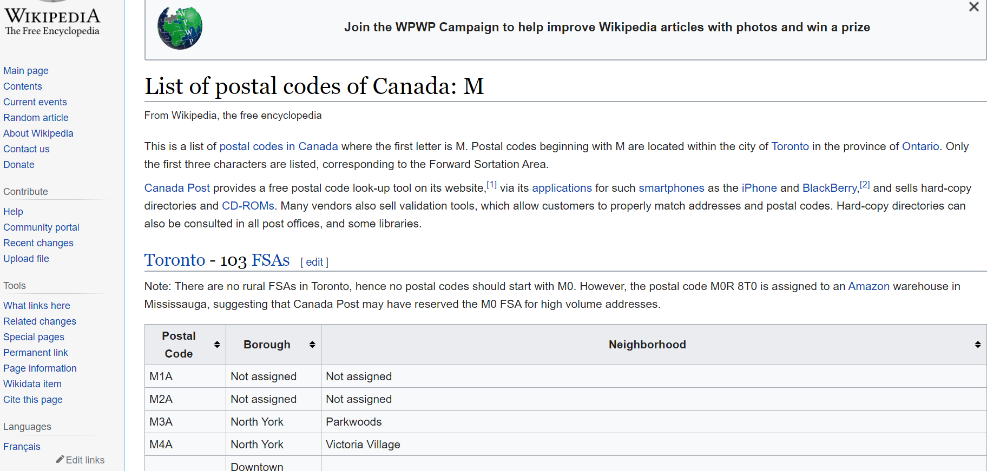 WIKIPEDIA
The Free Encyclopedia
Main page
Contents
Current events
Random article
About Wikipedia
Contact us
Donate
Contribute
Help
Community portal
Recent changes
Upload file
Tools
What links here
Related changes
Special pages
Permanent link
Page information
Wikidata item
Cite this page
Languages
Français
Edit links
W
P
W
P
Join the WPWP Campaign to help improve Wikipedia articles with photos and win a prize
List of postal codes of Canada: M
From Wikipedia, the free encyclopedia
This is a list of postal codes in Canada where the first letter is M. Postal codes beginning with M are located within the city of Toronto in the province of Ontario. Only
the first three characters are listed, corresponding to the Forward Sortation Area.
Canada Post provides a free postal code look-up tool on its website,[1] via its applications for such smartphones as the iPhone and BlackBerry,[2] and sells hard-copy
directories and CD-ROMs. Many vendors also sell validation tools, which allow customers to properly match addresses and postal codes. Hard-copy directories can
also be consulted in all post offices, and some libraries.
Toronto - 103 FSAs [ edit ]
Note: There are no rural FSAs in Toronto, hence no postal codes should start with M0. However, the postal code M0R 8T0 is assigned to an Amazon warehouse in
Mississauga, suggesting that Canada Post may have reserved the M0 FSA for high volume addresses.
Postal
Code
Borough
Neighborhood
M1A Not assigned Not assigned
M2A Not assigned Not assigned
M3A North York Parkwoods
M4A North York Victoria Village
Downtown